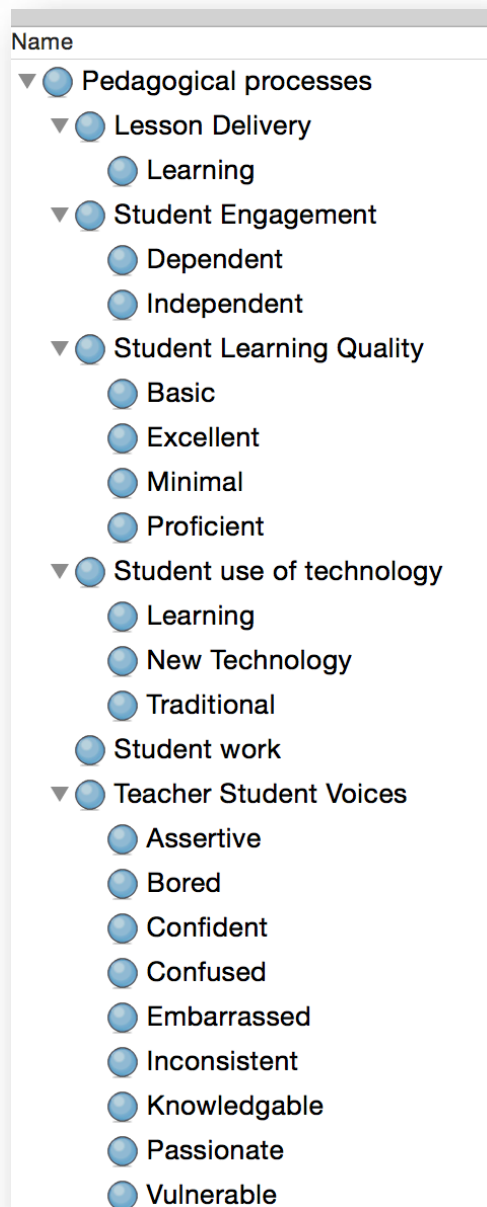 Name
Pedagogical processes
Lesson Delivery
Learning
Student Engagement
Dependent
Independent
Student Learning Quality
Basic
Excellent
Minimal
Proficient
Student use of technology
Learning
New Technology
Traditional
Student work
Teacher Student Voices
Assertive
Bored
Confident
Confused
Embarrassed
Inconsistent
Knowledgable
Passionate
Vulnerable